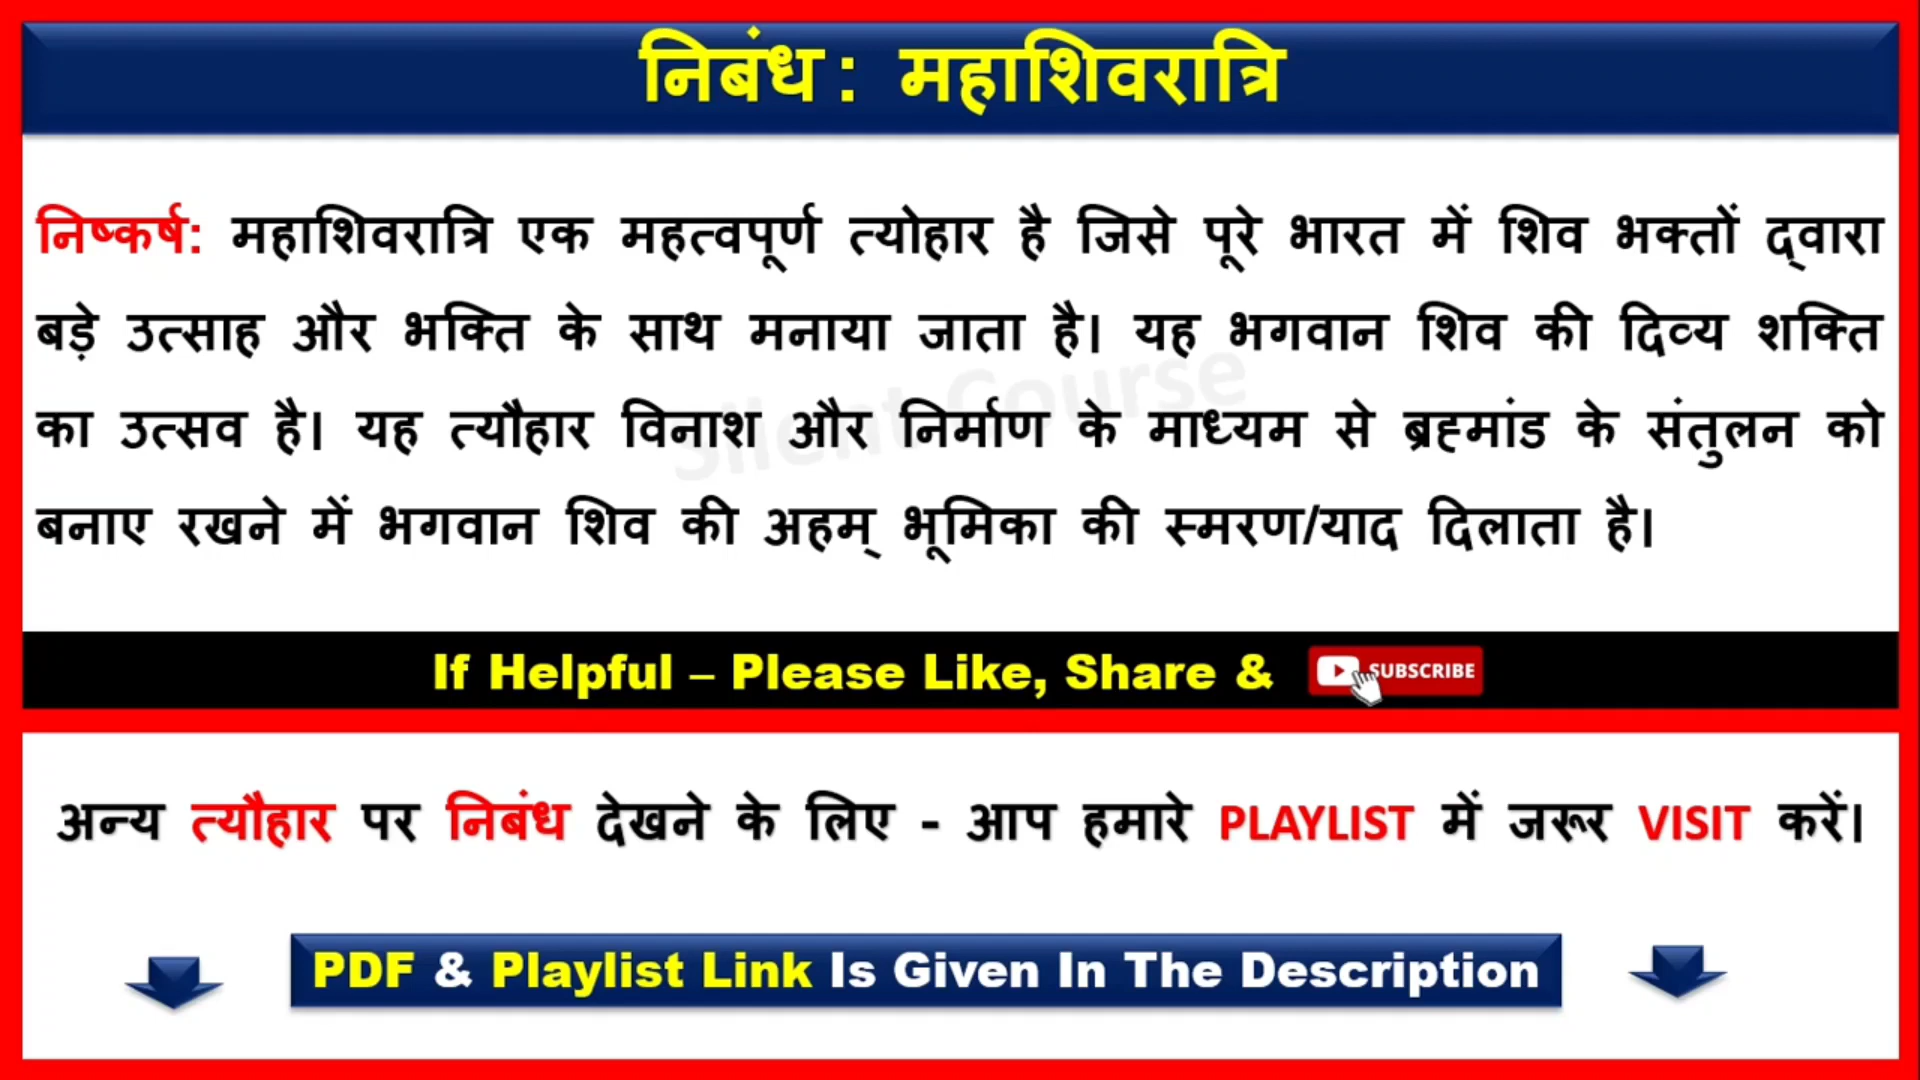 निबंध : महाशिवरात्रि
निष्कर्ष: महाशिवरात्रि एक महत्वपूर्ण त्योहार है जिसे पूरे भारत में शिव भक्तों द्वारा
बड़े उत्साह और भक्ति के साथ मनाया जाता है। यह भगवान शिव की दिव्य शक्ति
का उत्सव है। यह त्यौहार विनाश और निर्माण के माध्यम से ब्रह्मांड के संतुलन को
बनाए रखने में भगवान शिव की अहम् भूमिका की स्मरण/याद दिलाता है।
Silent Course
If Helpful – Please Like, Share & SUBSCRIBE
अन्य त्यौहार पर निबंध देखने के लिए - आप हमारे PLAYLIST में जरूर VISIT करें।
PDF & Playlist Link Is Given In The Description